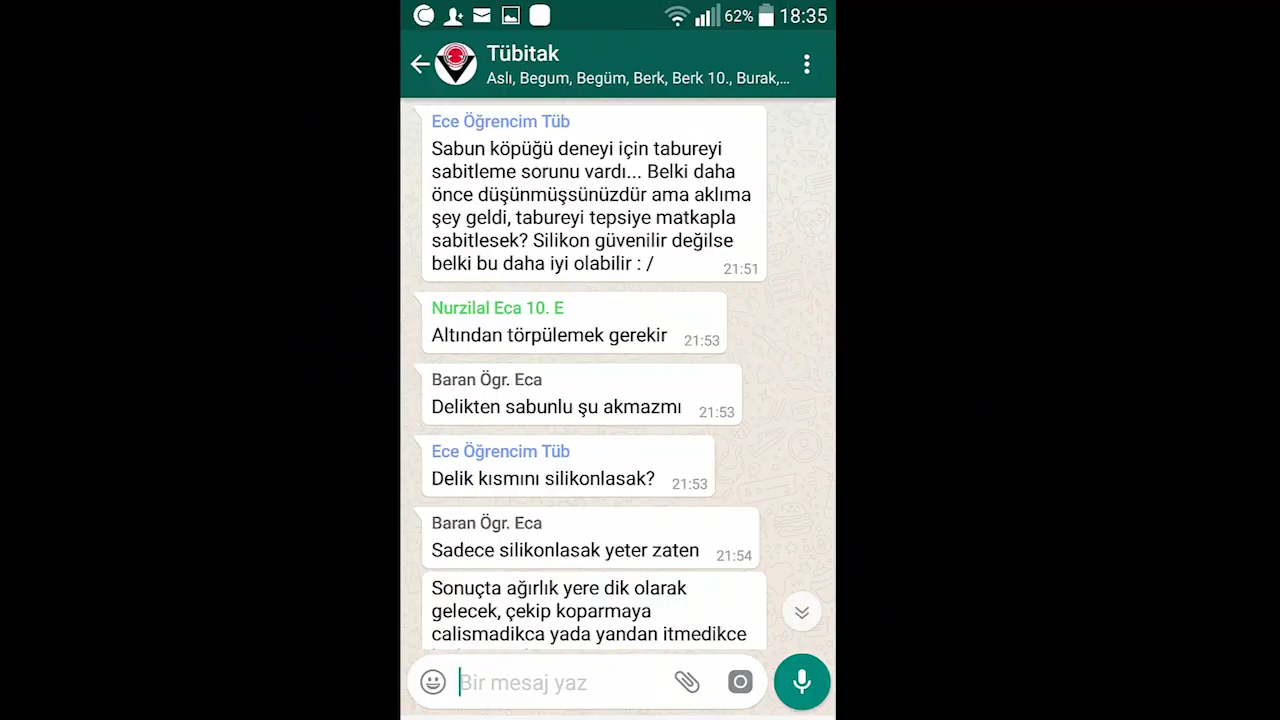 62% 18:35
Tübitak
Aslı, Begum, Begüm, Berk, Berk 10., Burak,...
Ece Öğrencim Tüb
Sabun köpüğü deneyi için tabureyi
sabitleme sorunu vardı... Belki daha
önce düşünmüşsünüzdür ama aklıma
şey geldi, tabureyi tepsiye matkapla
sabitlesek? Silikon güvenilir değilse
belki bu daha iyi olabilir : /
21:51
Nurzilal Eca 10. E
Altından törpülemek gerekir 21:53
Baran Ögr. Eca
Delikten sabunlu şu akmazmı 21:53
Ece Öğrencim Tüb
Delik kısmını silikonlasak? 21:53
Baran Ögr. Eca
Sadece silikonlasak yeter zaten 21:54
Sonuçta ağırlık yere dik olarak
gelecek, çekip koparmaya
calismadikca yada yandan itmedikce
Bir mesaj yaz